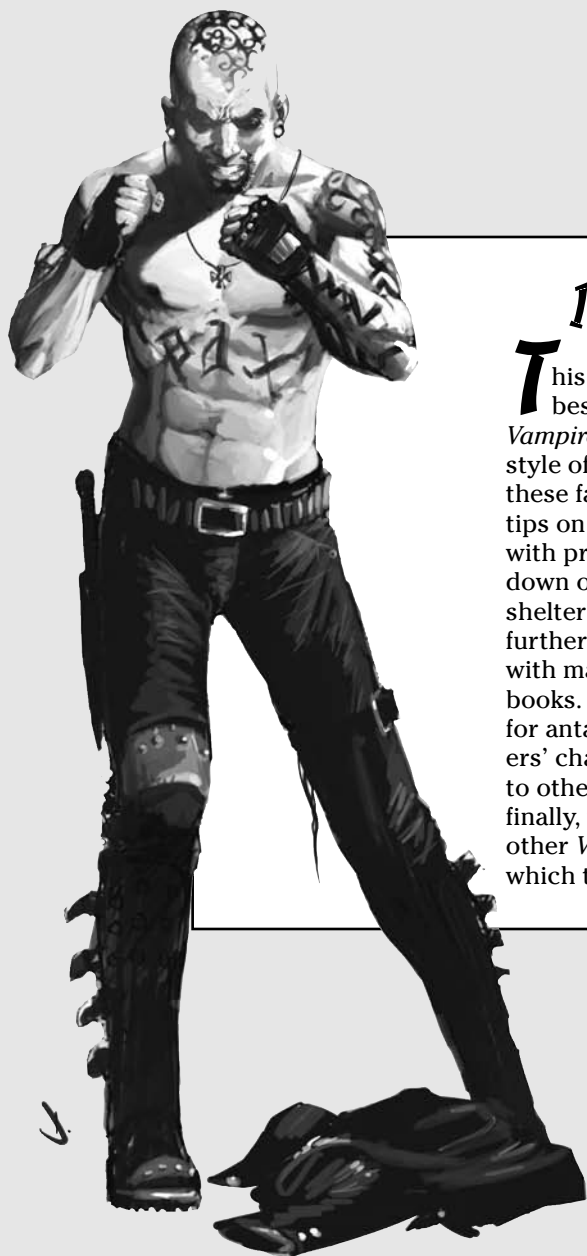 This
bes
Vampire
style of
these fa
tips on
with pr
down o
shelter
further
with ma
books.
for anta
ers’ cha
to othe
finally,
other V
which t